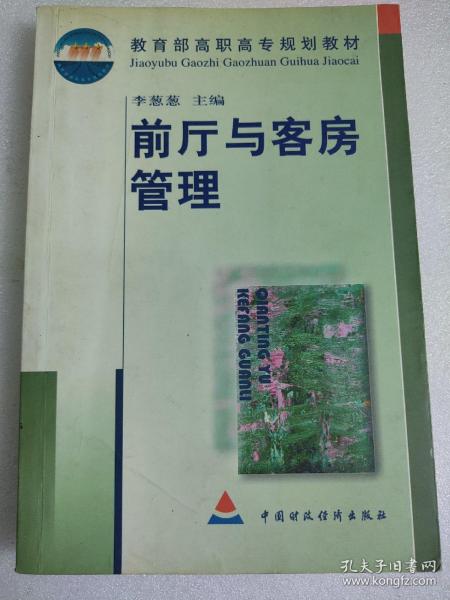 教育部高职高专规划教材
Jiaoyubu Gaozhi Gaozhuan Guihua Jiaocai
李葱葱 主编
前厅与客房
管理
QIANTING YU
KEFANG GUANLI
中国财政经济出版社
孔夫子旧书网
www.kongfz.com